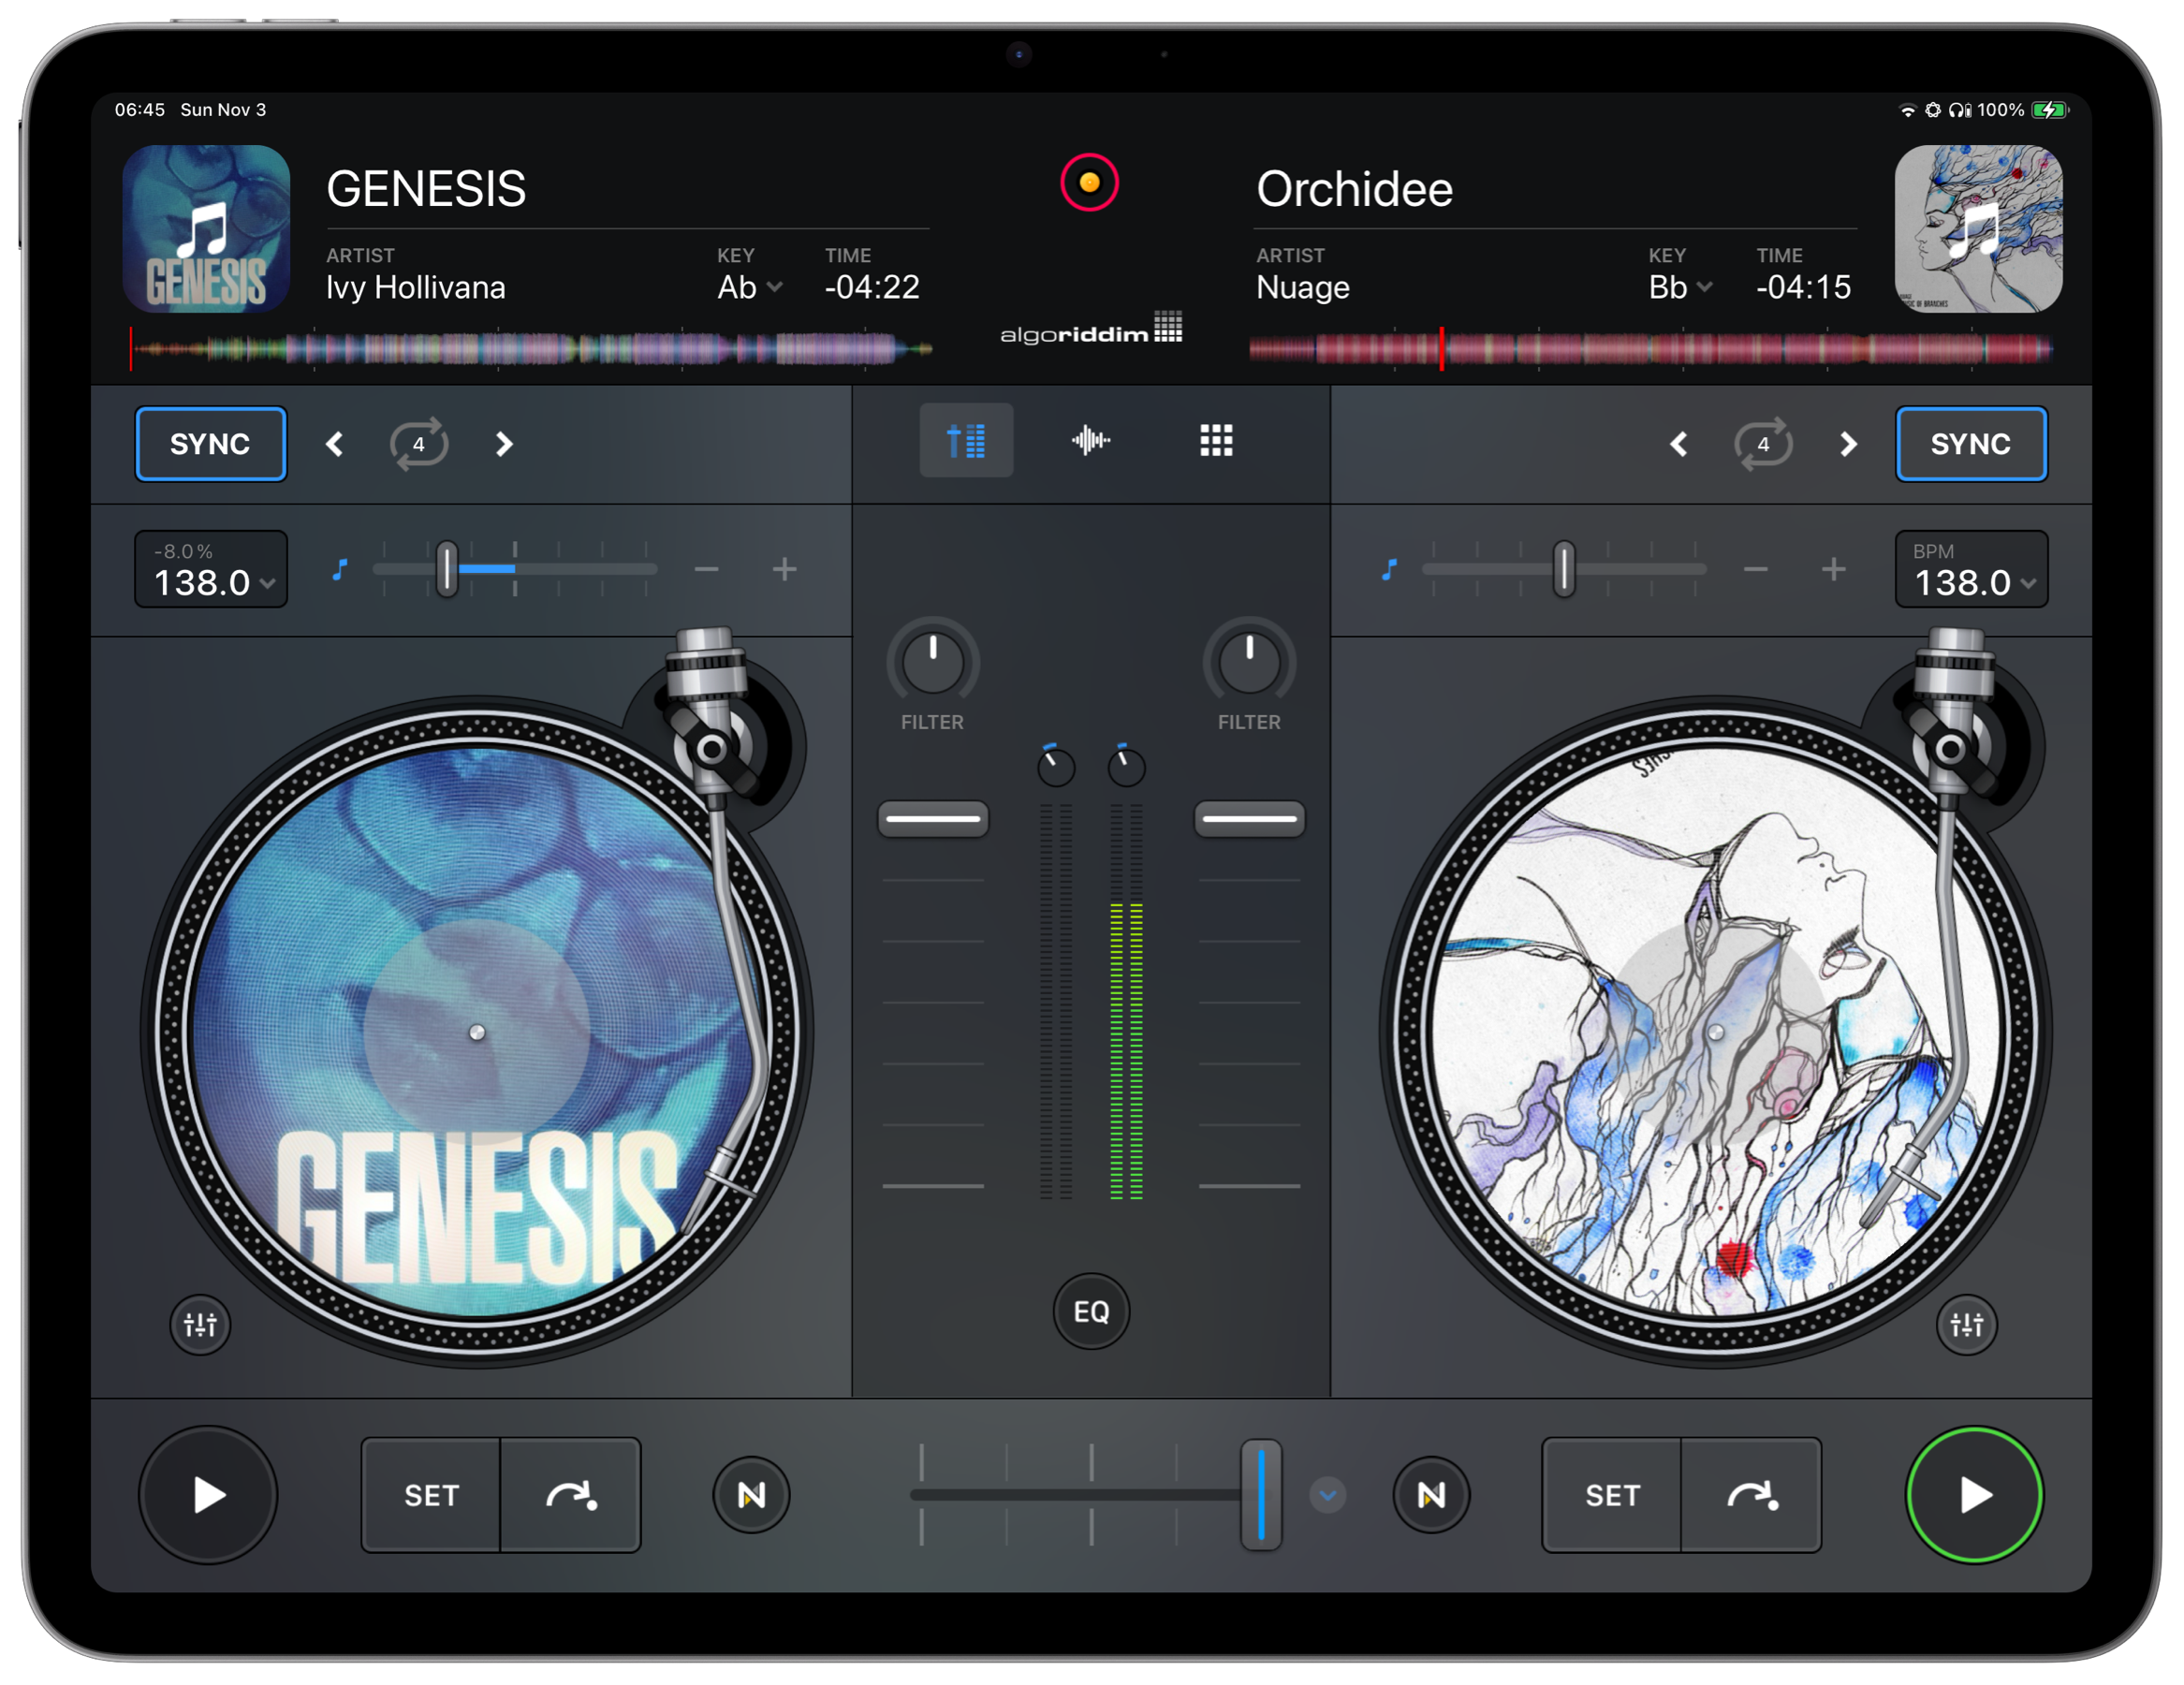 06:45 Sun Nov 3
100%
GENESIS
GENESIS
ARTIST KEY TIME
Ivy Hollivana Ab -04:22
algoriddim
Orchidee
ARTIST KEY TIME
Nuage Bb -04:15
SYNC
4
4
SYNC
-8.0%
138.0
BPM
138.0
FILTER
FILTER
GENESIS
EQ
SET
N
N
SET